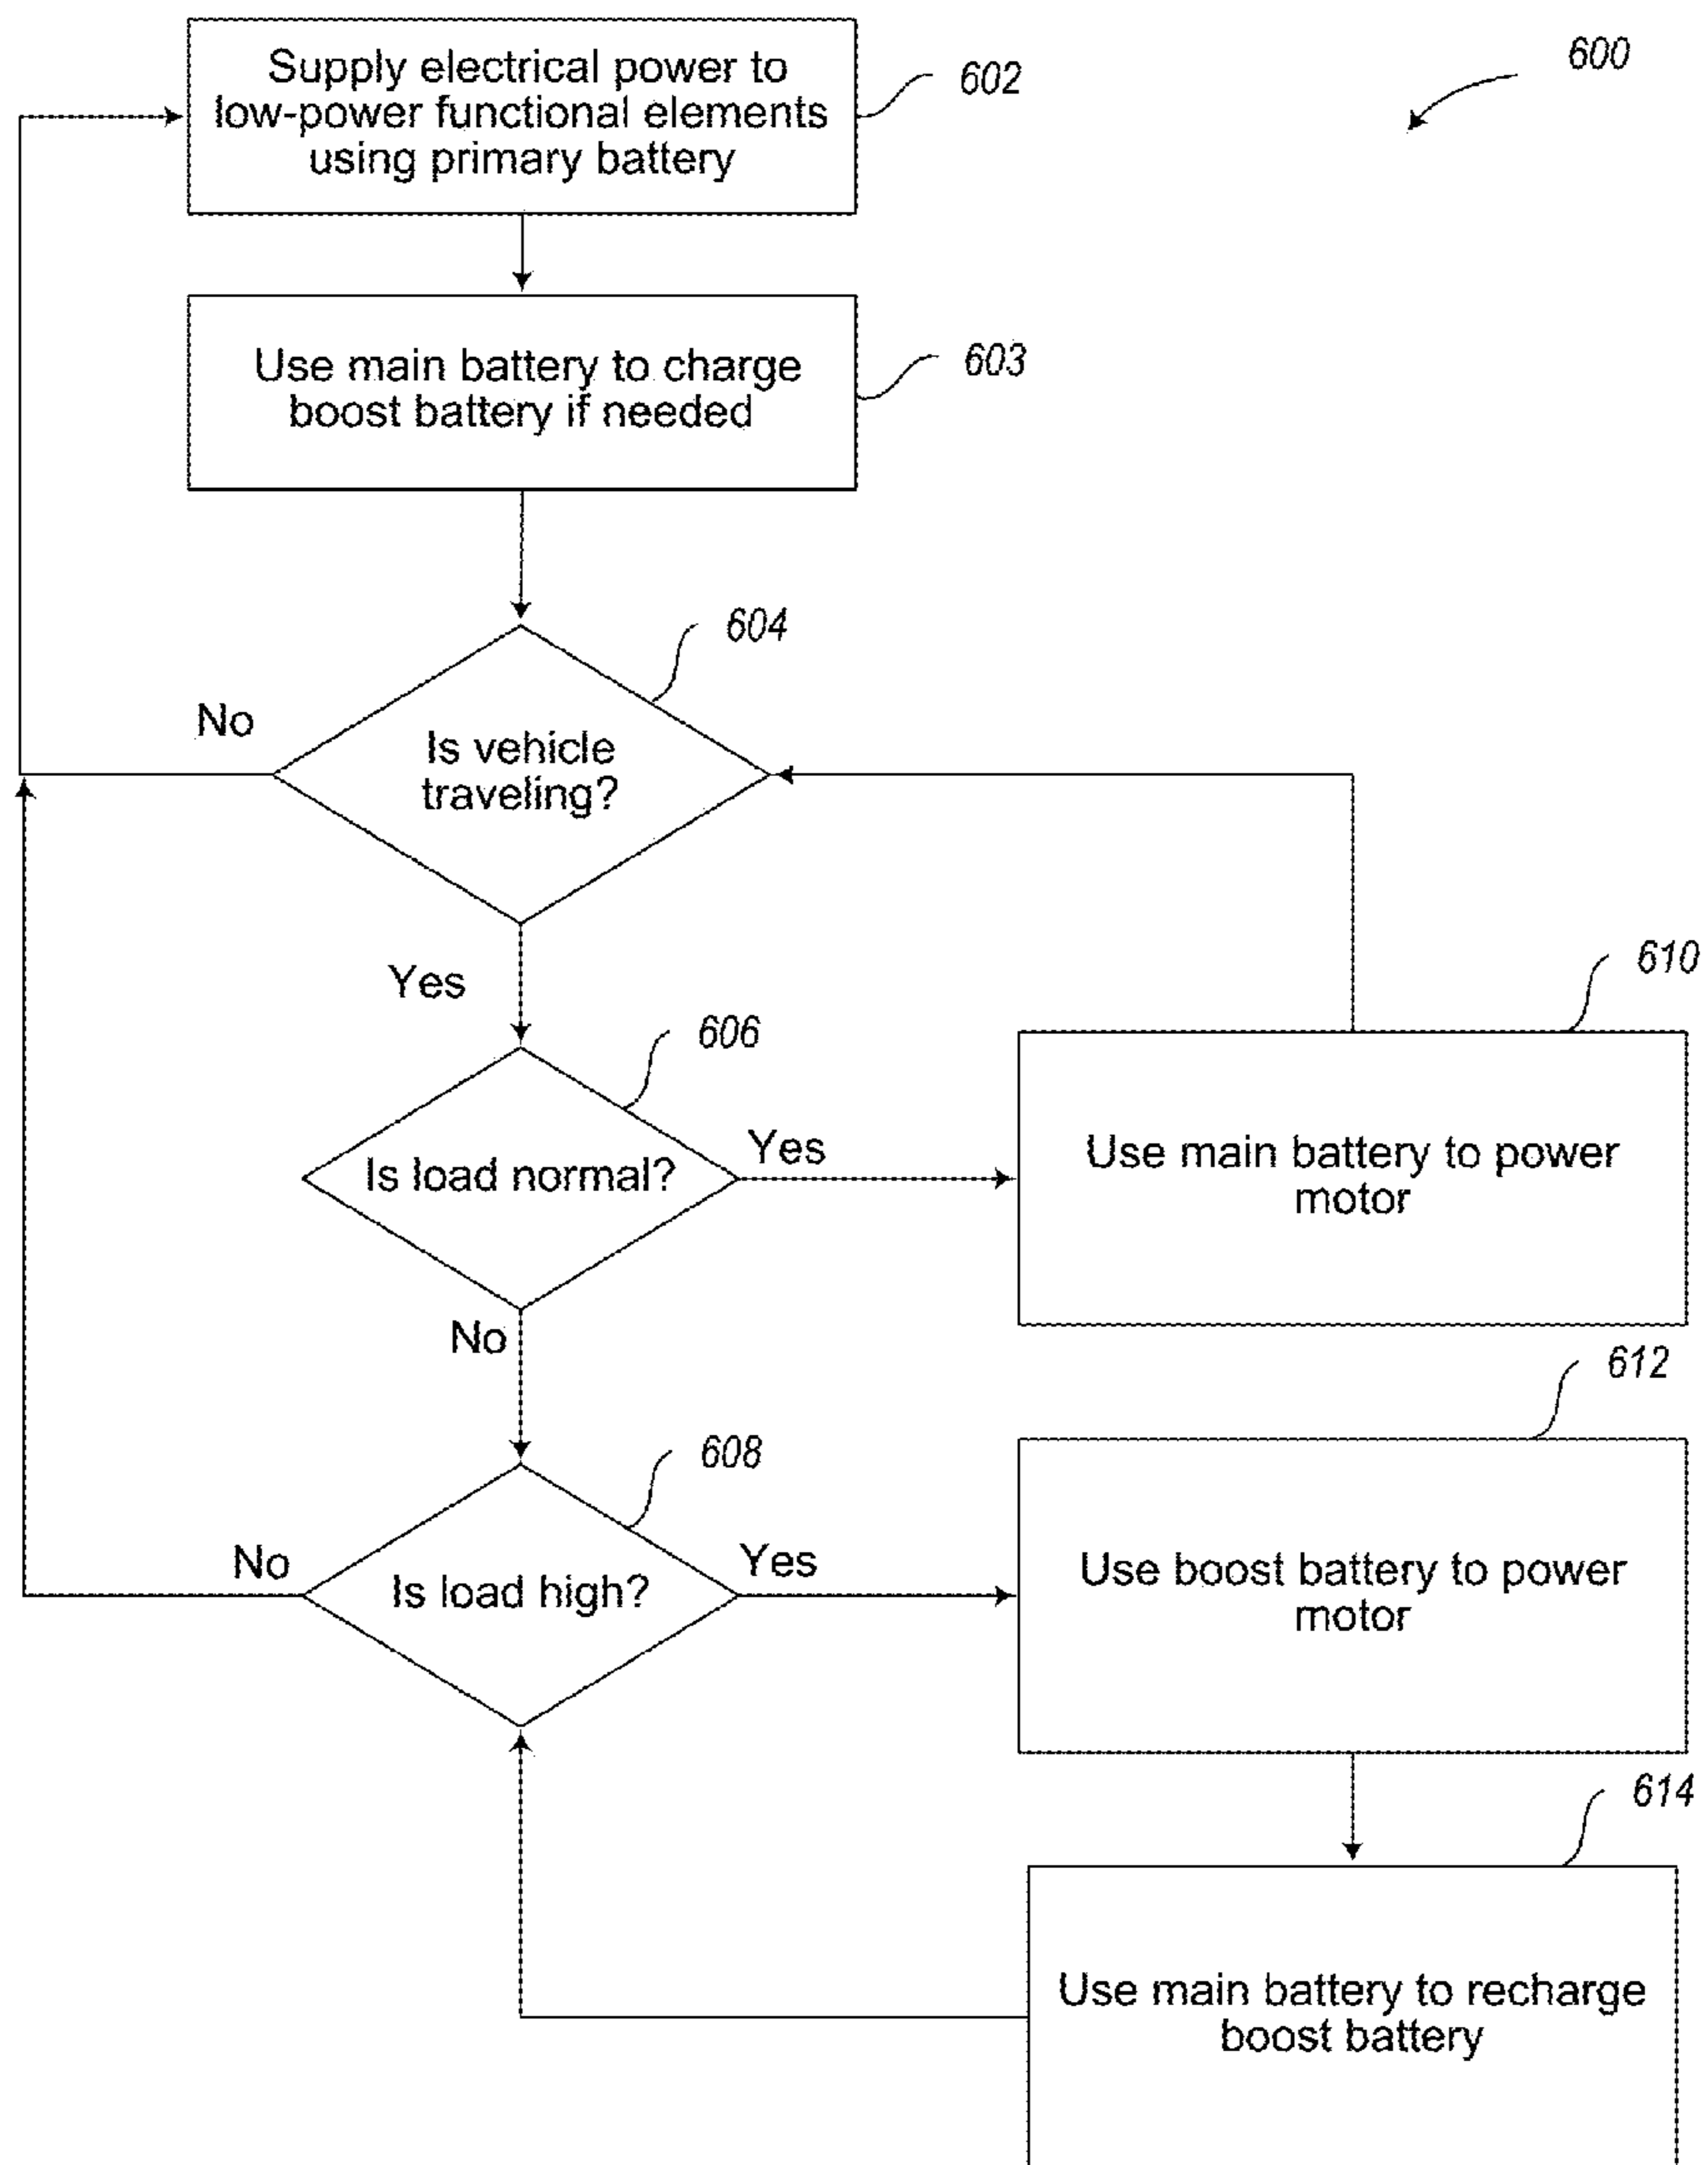 600
Supply electrical power to
low-power functional elements
using primary battery
602
Use main battery to charge
boost battery if needed
603
604
Is vehicle
traveling?
No
Yes
606
Is load normal?
Yes
610
Use main battery to power
motor
No
608
Is load high?
No
Yes
612
Use boost battery to power
motor
614
Use main battery to recharge
boost battery